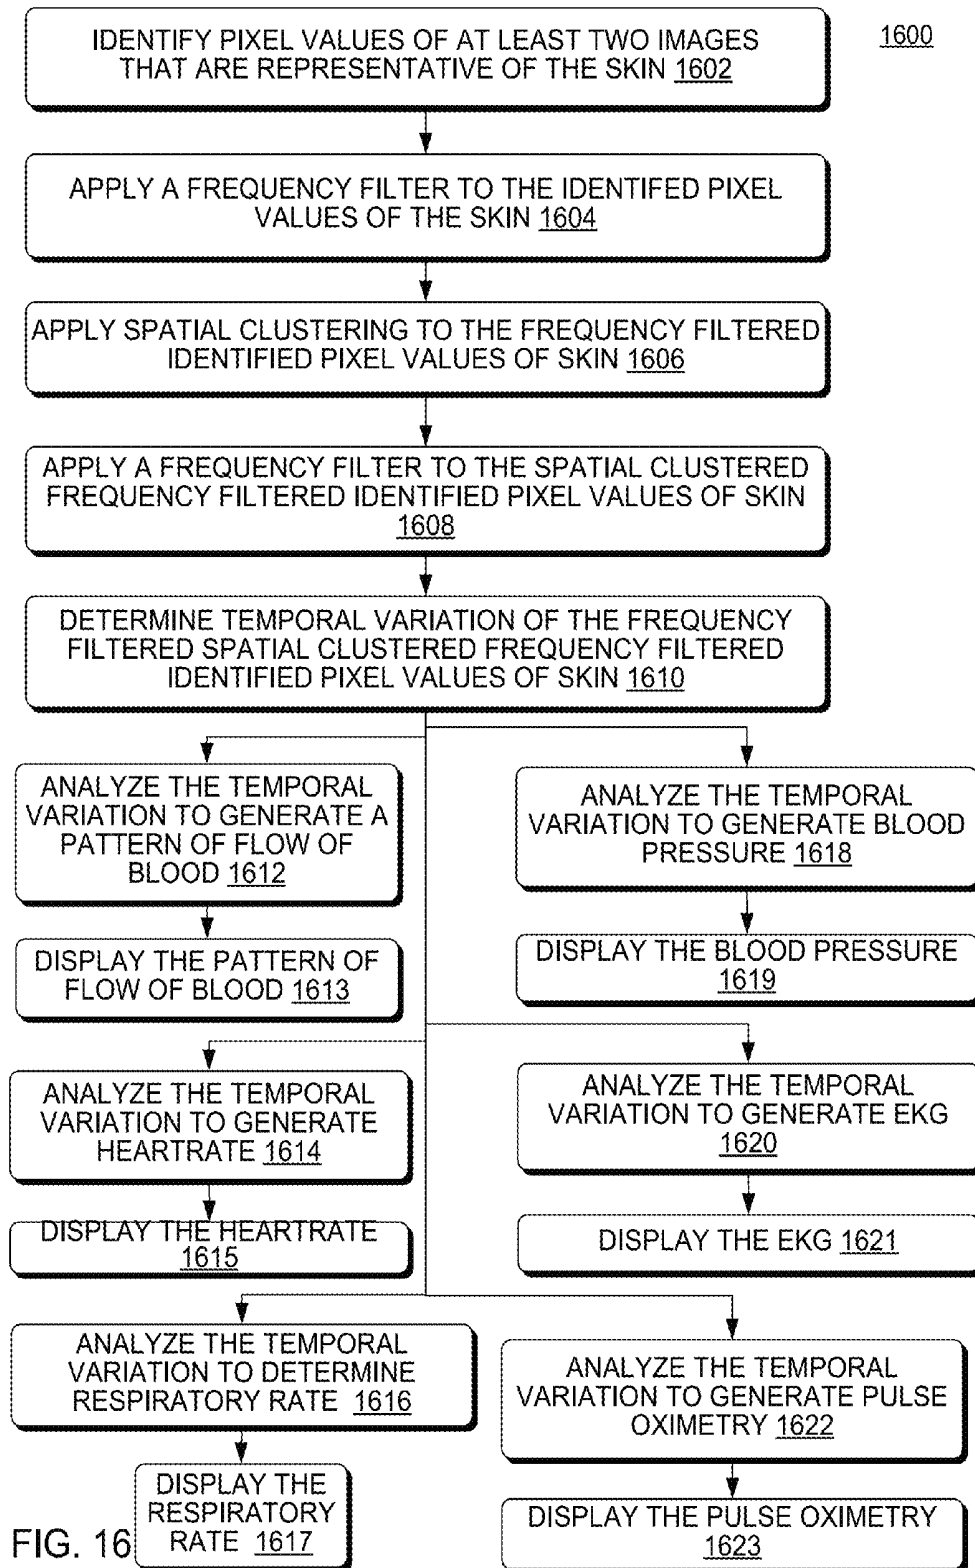 1600
IDENTIFY PIXEL VALUES OF AT LEAST TWO IMAGES
THAT ARE REPRESENTATIVE OF THE SKIN 1602
APPLY A FREQUENCY FILTER TO THE IDENTIFED PIXEL
VALUES OF THE SKIN 1604
APPLY SPATIAL CLUSTERING TO THE FREQUENCY FILTERED
IDENTIFIED PIXEL VALUES OF SKIN 1606
APPLY A FREQUENCY FILTER TO THE SPATIAL CLUSTERED
FREQUENCY FILTERED IDENTIFIED PIXEL VALUES OF SKIN
1608
DETERMINE TEMPORAL VARIATION OF THE FREQUENCY
FILTERED SPATIAL CLUSTERED FREQUENCY FILTERED
IDENTIFIED PIXEL VALUES OF SKIN 1610
ANALYZE THE TEMPORAL
VARIATION TO GENERATE A
PATTERN OF FLOW OF
BLOOD 1612
DISPLAY THE PATTERN OF
FLOW OF BLOOD 1613
ANALYZE THE TEMPORAL
VARIATION TO GENERATE BLOOD
PRESSURE 1618
DISPLAY THE BLOOD PRESSURE
1619
ANALYZE THE TEMPORAL
VARIATION TO GENERATE
HEARTRATE 1614
DISPLAY THE HEARTRATE
1615
ANALYZE THE TEMPORAL
VARIATION TO GENERATE EKG
1620
DISPLAY THE EKG 1621
ANALYZE THE TEMPORAL
VARIATION TO DETERMINE
RESPIRATORY RATE 1616
DISPLAY THE
RESPIRATORY
RATE 1617
ANALYZE THE TEMPORAL
VARIATION TO GENERATE PULSE
OXIMETRY 1622
DISPLAY THE PULSE OXIMETRY
1623
FIG. 16